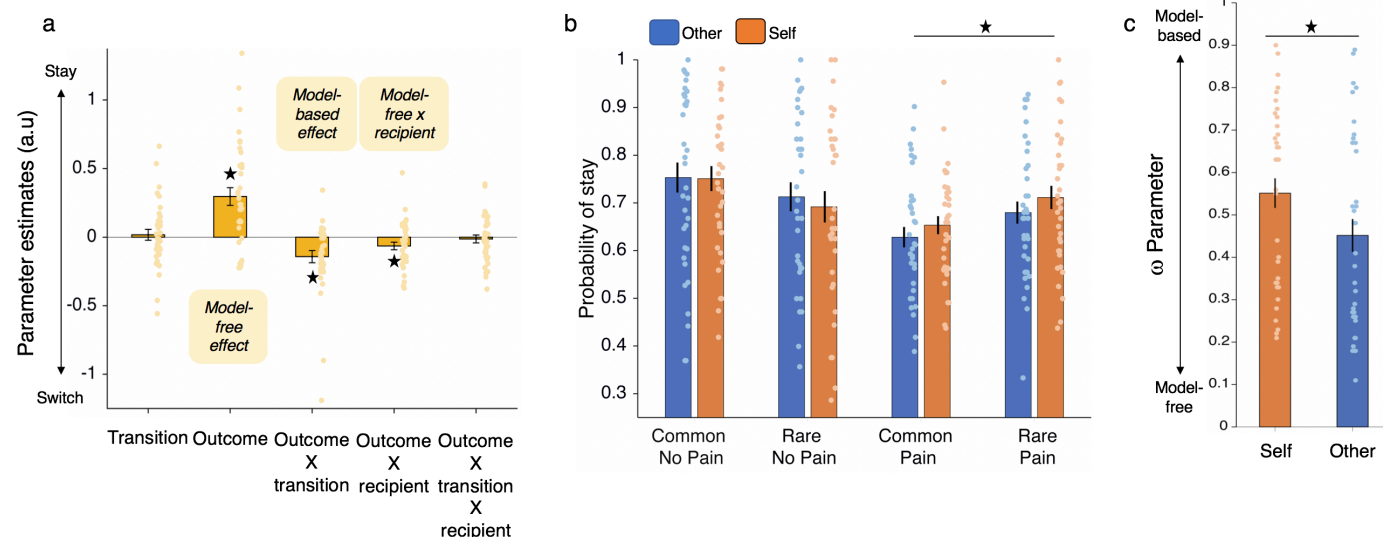 a
Stay
1
0.5
0
-0.5
-1
Switch
Parameter estimates (a.u)
Model-
based
effect
Model-
free x
recipient
Model-
free
effect
Transition
Outcome
Outcome
X
transition
Outcome
X
recipient
Outcome
X
transition
X
recipient
b
Other
Self
1
0.9
0.8
0.7
0.6
0.5
0.4
0.3
Probability of stay
Common
No Pain
Rare
No Pain
Common
Pain
Rare
Pain
c
Model-
based
Model-
free
ω Parameter
1
0.9
0.8
0.7
0.6
0.5
0.4
0.3
0.2
0.1
0
Self
Other